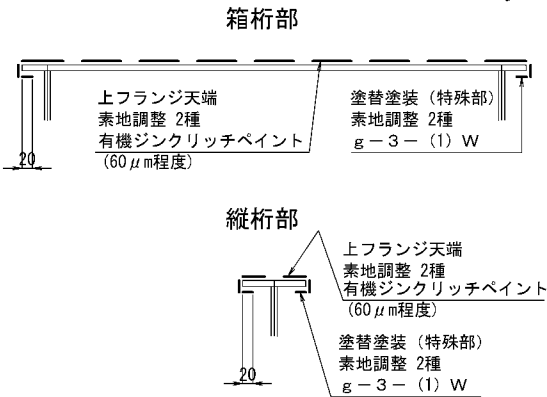 箱桁部
上フランジ天端
素地調整 2種
有機ジンクリッチペイント
(60μm程度)
塗替塗装 (特殊部)
素地調整 2種
g-3-(1) W
20
縦桁部
上フランジ天端
素地調整 2種
有機ジンクリッチペイント
(60μm程度)
塗替塗装 (特殊部)
素地調整 2種
g-3-(1) W
20